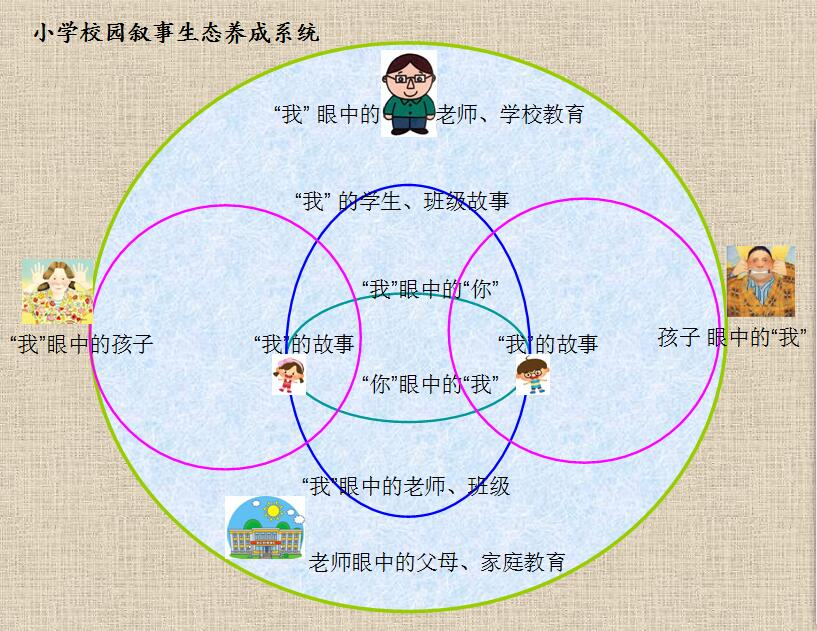 小学校园叙事生态养成系统
“我” 眼中的 老师、学校教育
“我” 的学生、班级故事
“我”眼中的“你”
“我”眼中的孩子
“我”的故事
“我”的故事
孩子 眼中的“我”
“你”眼中的“我”
“我”眼中的老师、班级
老师眼中的父母、家庭教育